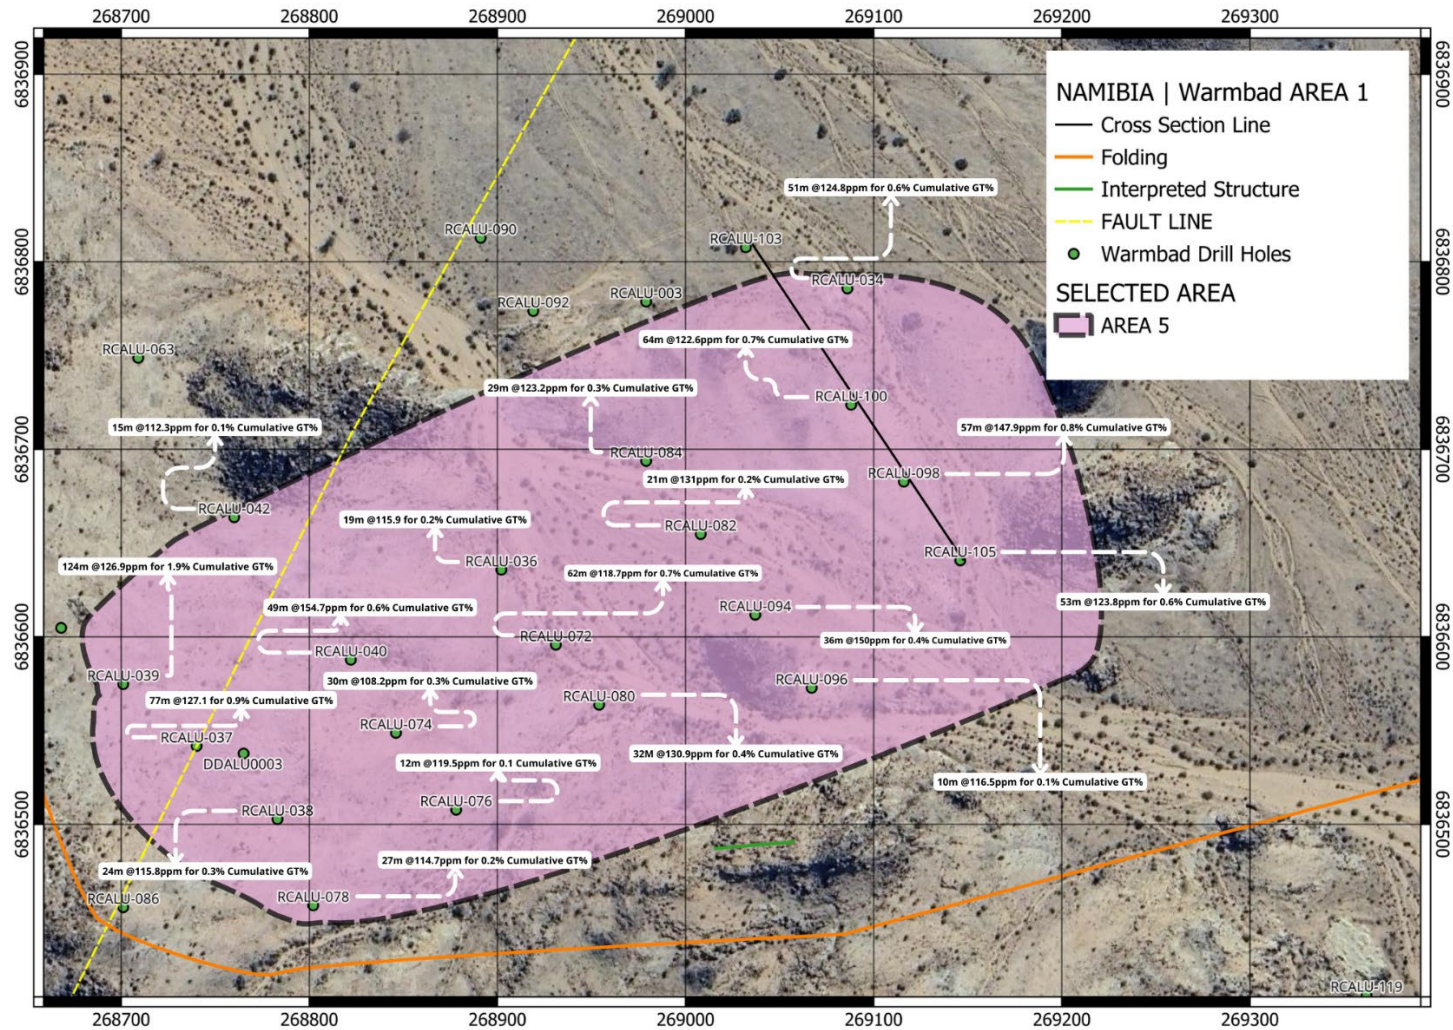 268700
268800
268900
269000
269100
269200
269300
6836900
6836900
NAMIBIA | Warmbad AREA 1
Cross Section Line
Folding
Interpreted Structure
FAULT LINE
Warmbad Drill Holes
SELECTED AREA
AREA 5
51m @124.8ppm for 0.6% Cumulative GT%
RCALU-090
RCALU-103
6836800
6836800
RCALU-034
RCALU-003
RCALU-092
64m @122.6ppm for 0.7% Cumulative GT%
RCALU-063
29m @123.2ppm for 0.3% Cumulative GT%
RCALU-100
15m @112.3ppm for 0.1% Cumulative GT%
57m @147.9ppm for 0.8% Cumulative GT%
6836700
6836700
RCALU-084
RCALU-098
21m @131ppm for 0.2% Cumulative GT%
RCALU-042
19m @115.9 for 0.2% Cumulative GT%
RCALU-082
RCALU-105
RCALU-036
124m @126.9ppm for 1.9% Cumulative GT%
62m @118.7ppm for 0.7% Cumulative GT%
53m @123.8ppm for 0.6% Cumulative GT%
49m @154.7ppm for 0.6% Cumulative GT%
RCALU-094
6836600
6836600
RCALU-072
36m @150ppm for 0.4% Cumulative GT%
RCALU-040
RCALU-039
30m @108.2ppm for 0.3% Cumulative GT%
RCALU-096
77m @127.1 for 0.9% Cumulative GT%
RCALU-080
RCALU-074
RCALU-037
32M @130.9ppm for 0.4% Cumulative GT%
DDALU0003
12m @119.5ppm for 0.1 Cumulative GT%
10m @116.5ppm for 0.1% Cumulative GT%
RCALU-076
RCALU-038
6836500
6836500
27m @114.7ppm for 0.2% Cumulative GT%
24m @115.8ppm for 0.3% Cumulative GT%
RCALU-086
RCALU-078
RCALU-119
268700
268800
268900
269000
269100
269200
269300